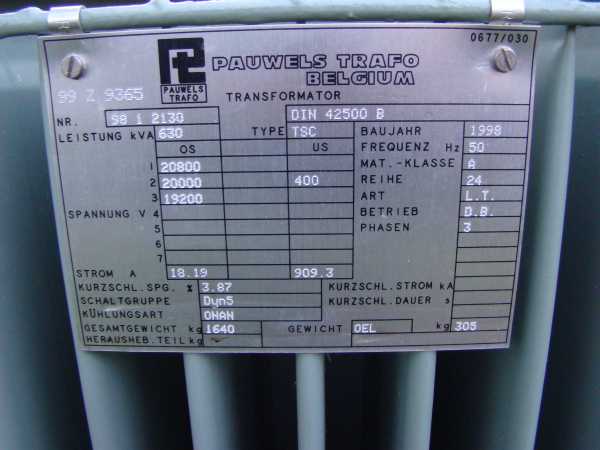 0677/030
PAUWELS TRAFO
BELGIUM
PAUWELS
TRAFO
99 Z 9365
TRANSFORMATOR
NR. 98 1 2130 DIN 42500 B
LEISTUNG kVA 630 TYPE TSC BAUJAHR 1998
OS US FREQUENZ Hz 50
1 20800 MAT.-KLASSE A
2 20000 400 REIHE 24
3 19200 ART L.T.
SPANNUNG V 4 BETRIEB D.B.
5 PHASEN 3
6
7
STROM A 18.19 909.3
KURZSCHL.SPG. % 3.87 KURZSCHL.STROM kA
SCHALTGRUPPE Dyn5 KURZSCHL.DAUER s
KÜHLUNGSART ONAN
GESAMTGEWICHT kg 1640 GEWICHT OEL kg 305
HERAUSHEB.TEIL kg ~